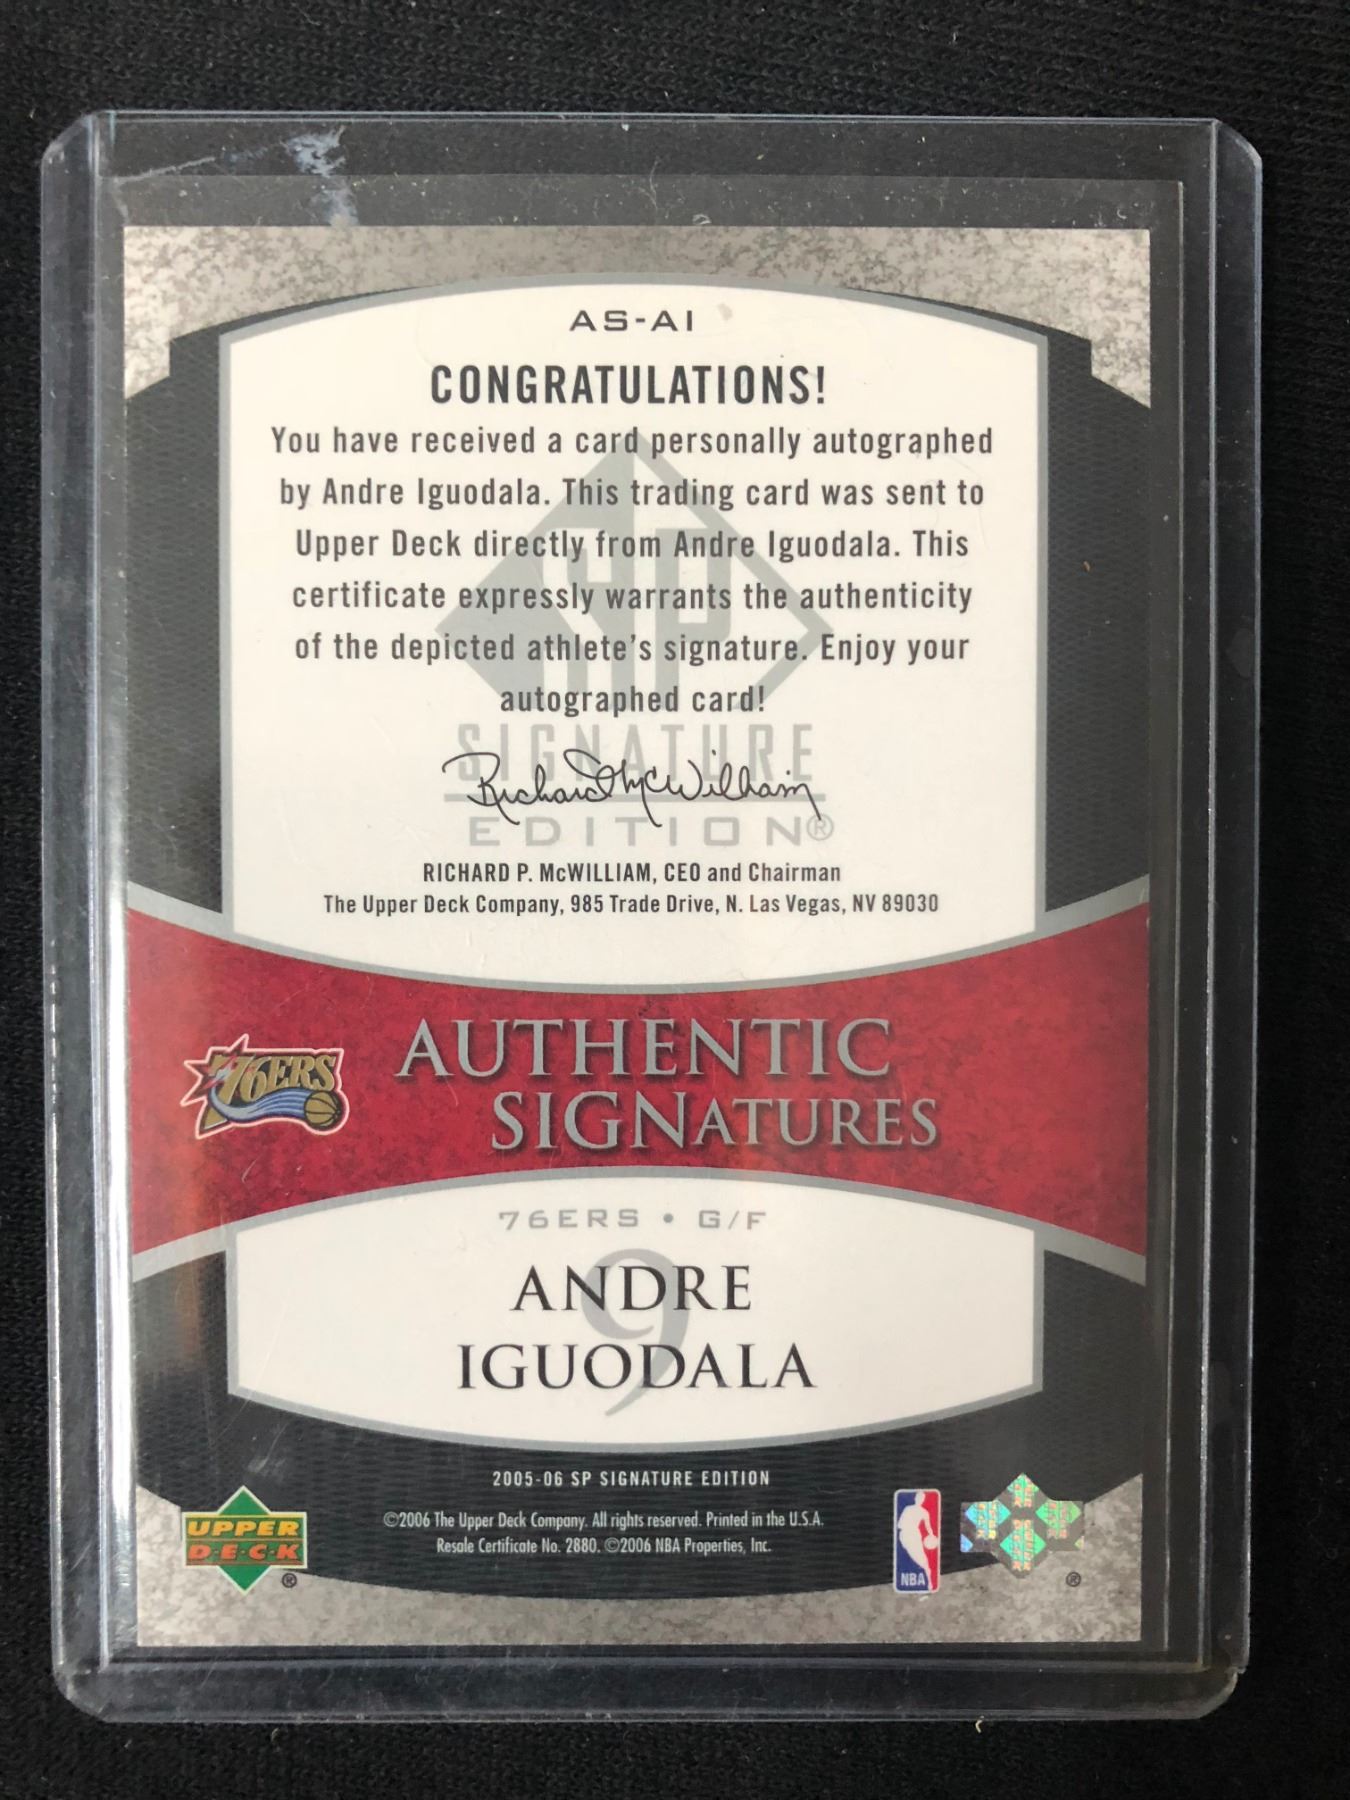 AS-AI
CONGRATULATIONS!
You have received a card personally autographed
by Andre Iguodala. This trading card was sent to
Upper Deck directly from Andre Iguodala. This
certificate expressly warrants the authenticity
of the depicted athlete's signature. Enjoy your
autographed card!
SP
SIGNATURE
Richard McWilliam
EDITION®
RICHARD P. McWILLIAM, CEO and Chairman
The Upper Deck Company, 985 Trade Drive, N. Las Vegas, NV 89030
76ERS
AUTHENTIC
SIGNATURES
76ERS • G/F
9
ANDRE
IGUODALA
2005-06 SP SIGNATURE EDITION
©2006 The Upper Deck Company. All rights reserved. Printed in the U.S.A.
Resale Certificate No. 2880. ©2006 NBA Properties, Inc.
UPPER
D·E·C·K
®
NBA
®